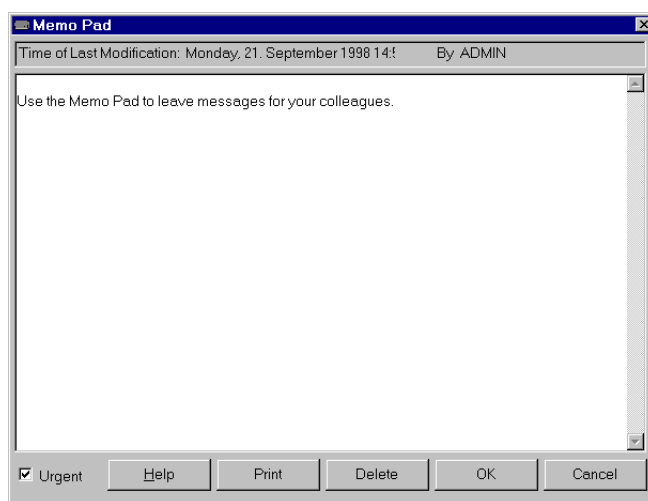 Memo Pad
Time of Last Modification: Monday, 21. September 1998 By ADMIN
Use the Memo Pad to leave messages for your colleagues.
Urgent Help Print Delete OK Cancel